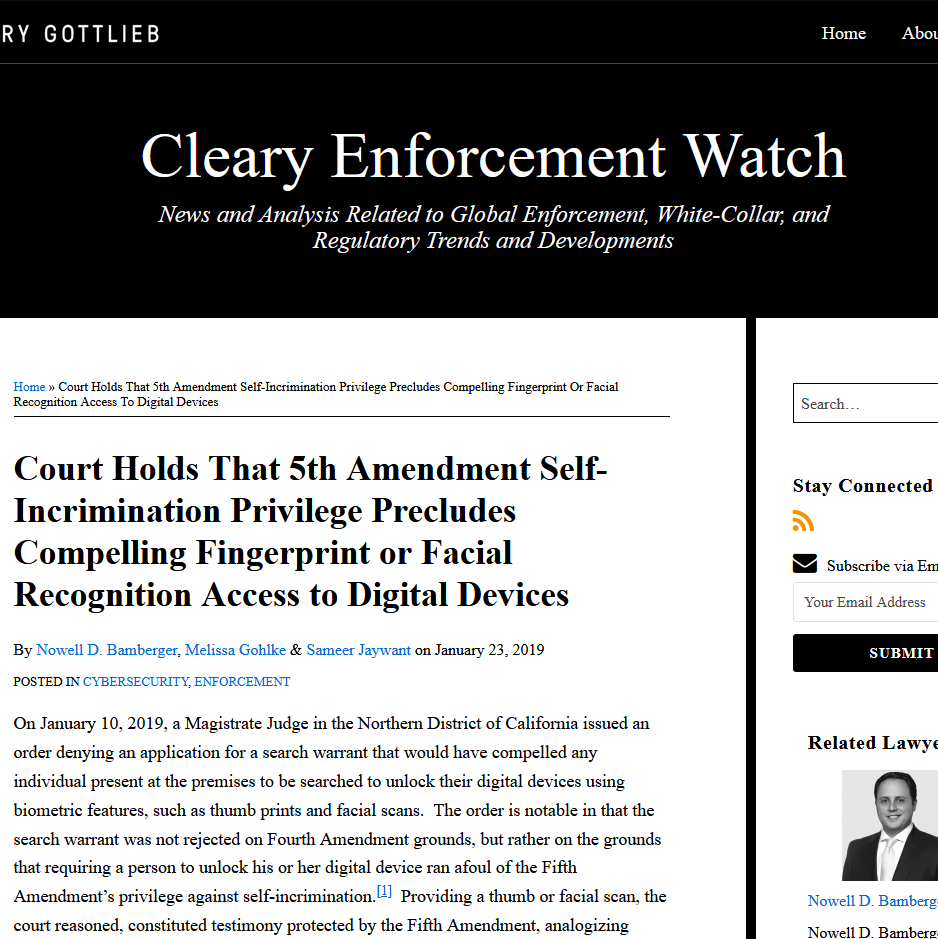 RY GOTTLIEB
Home
Cleary Enforcement Watch
News and Analysis Related to Global Enforcement, White-Collar, and
Regulatory Trends and Developments
Home » Court Holds That 5th Amendment Self-Incrimination Privilege Precludes Compelling Fingerprint Or Facial
Recognition Access To Digital Devices
Court Holds That 5th Amendment Self-
Incrimination Privilege Precludes
Compelling Fingerprint or Facial
Recognition Access to Digital Devices
By Nowell D. Bamberger, Melissa Gohlke & Sameer Jaywant on January 23, 2019
POSTED IN CYBERSECURITY, ENFORCEMENT
On January 10, 2019, a Magistrate Judge in the Northern District of California issued an
order denying an application for a search warrant that would have compelled any
individual present at the premises to be searched to unlock their digital devices using
biometric features, such as thumb prints and facial scans.  The order is notable in that the
search warrant was not rejected on Fourth Amendment grounds, but rather on the grounds
that requiring a person to unlock his or her digital device ran afoul of the Fifth
Amendment’s privilege against self-incrimination.[1]  Providing a thumb or facial scan, the
court reasoned, constituted testimony protected by the Fifth Amendment, analogizing
Search…
Stay Connected
Subscribe via
Your Email Address
SUBMIT
Related
Nowell D.
Nowell D.